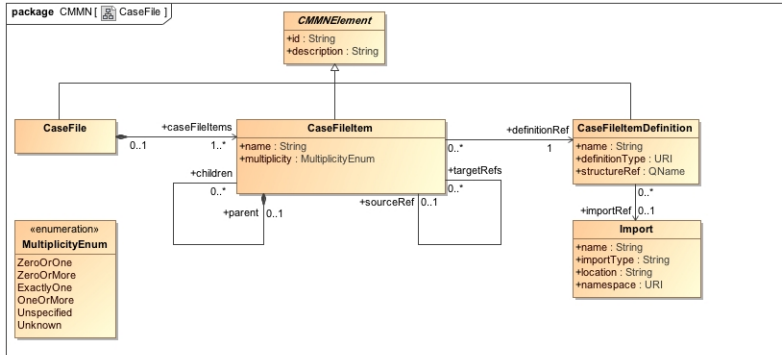 package CMMN [ CaseFile ]
CMMNElement
+id : String
+description : String
CaseFile
+caseFileItems
0..1
1..*
CaseFileItem
+name : String
+multiplicity : MultiplicityEnum
+definitionRef
0..*
1
CaseFileItemDefinition
+name : String
+definitionType : URI
+structureRef : QName
+children
0..*
+parent
0..1
+targetRefs
0..*
+sourceRef
0..1
0..*
+importRef
0..1
Import
+name : String
+importType : String
+location : String
+namespace : URI
«enumeration»
MultiplicityEnum
ZeroOrOne
ZeroOrMore
ExactlyOne
OneOrMore
Unspecified
Unknown